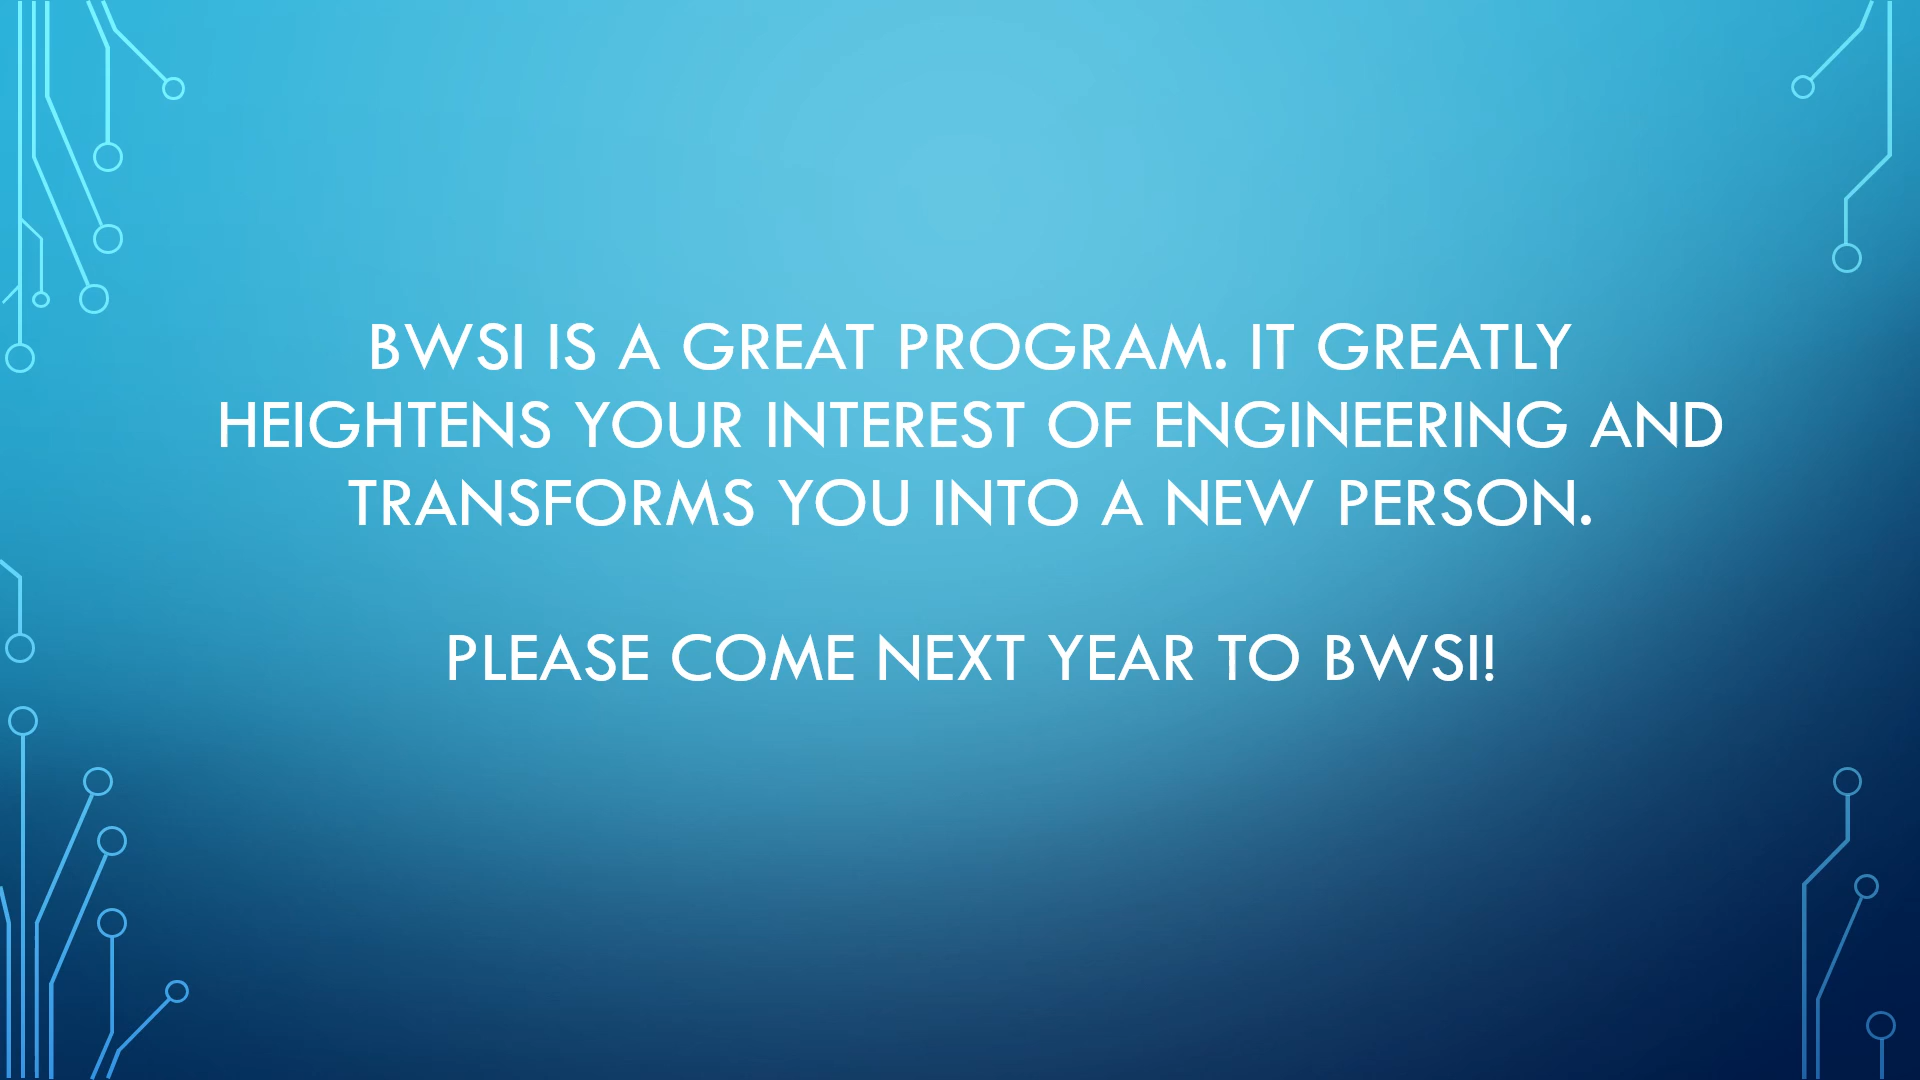 BWSI IS A GREAT PROGRAM. IT GREATLY
HEIGHTENS YOUR INTEREST OF ENGINEERING AND
TRANSFORMS YOU INTO A NEW PERSON.
PLEASE COME NEXT YEAR TO BWSI!